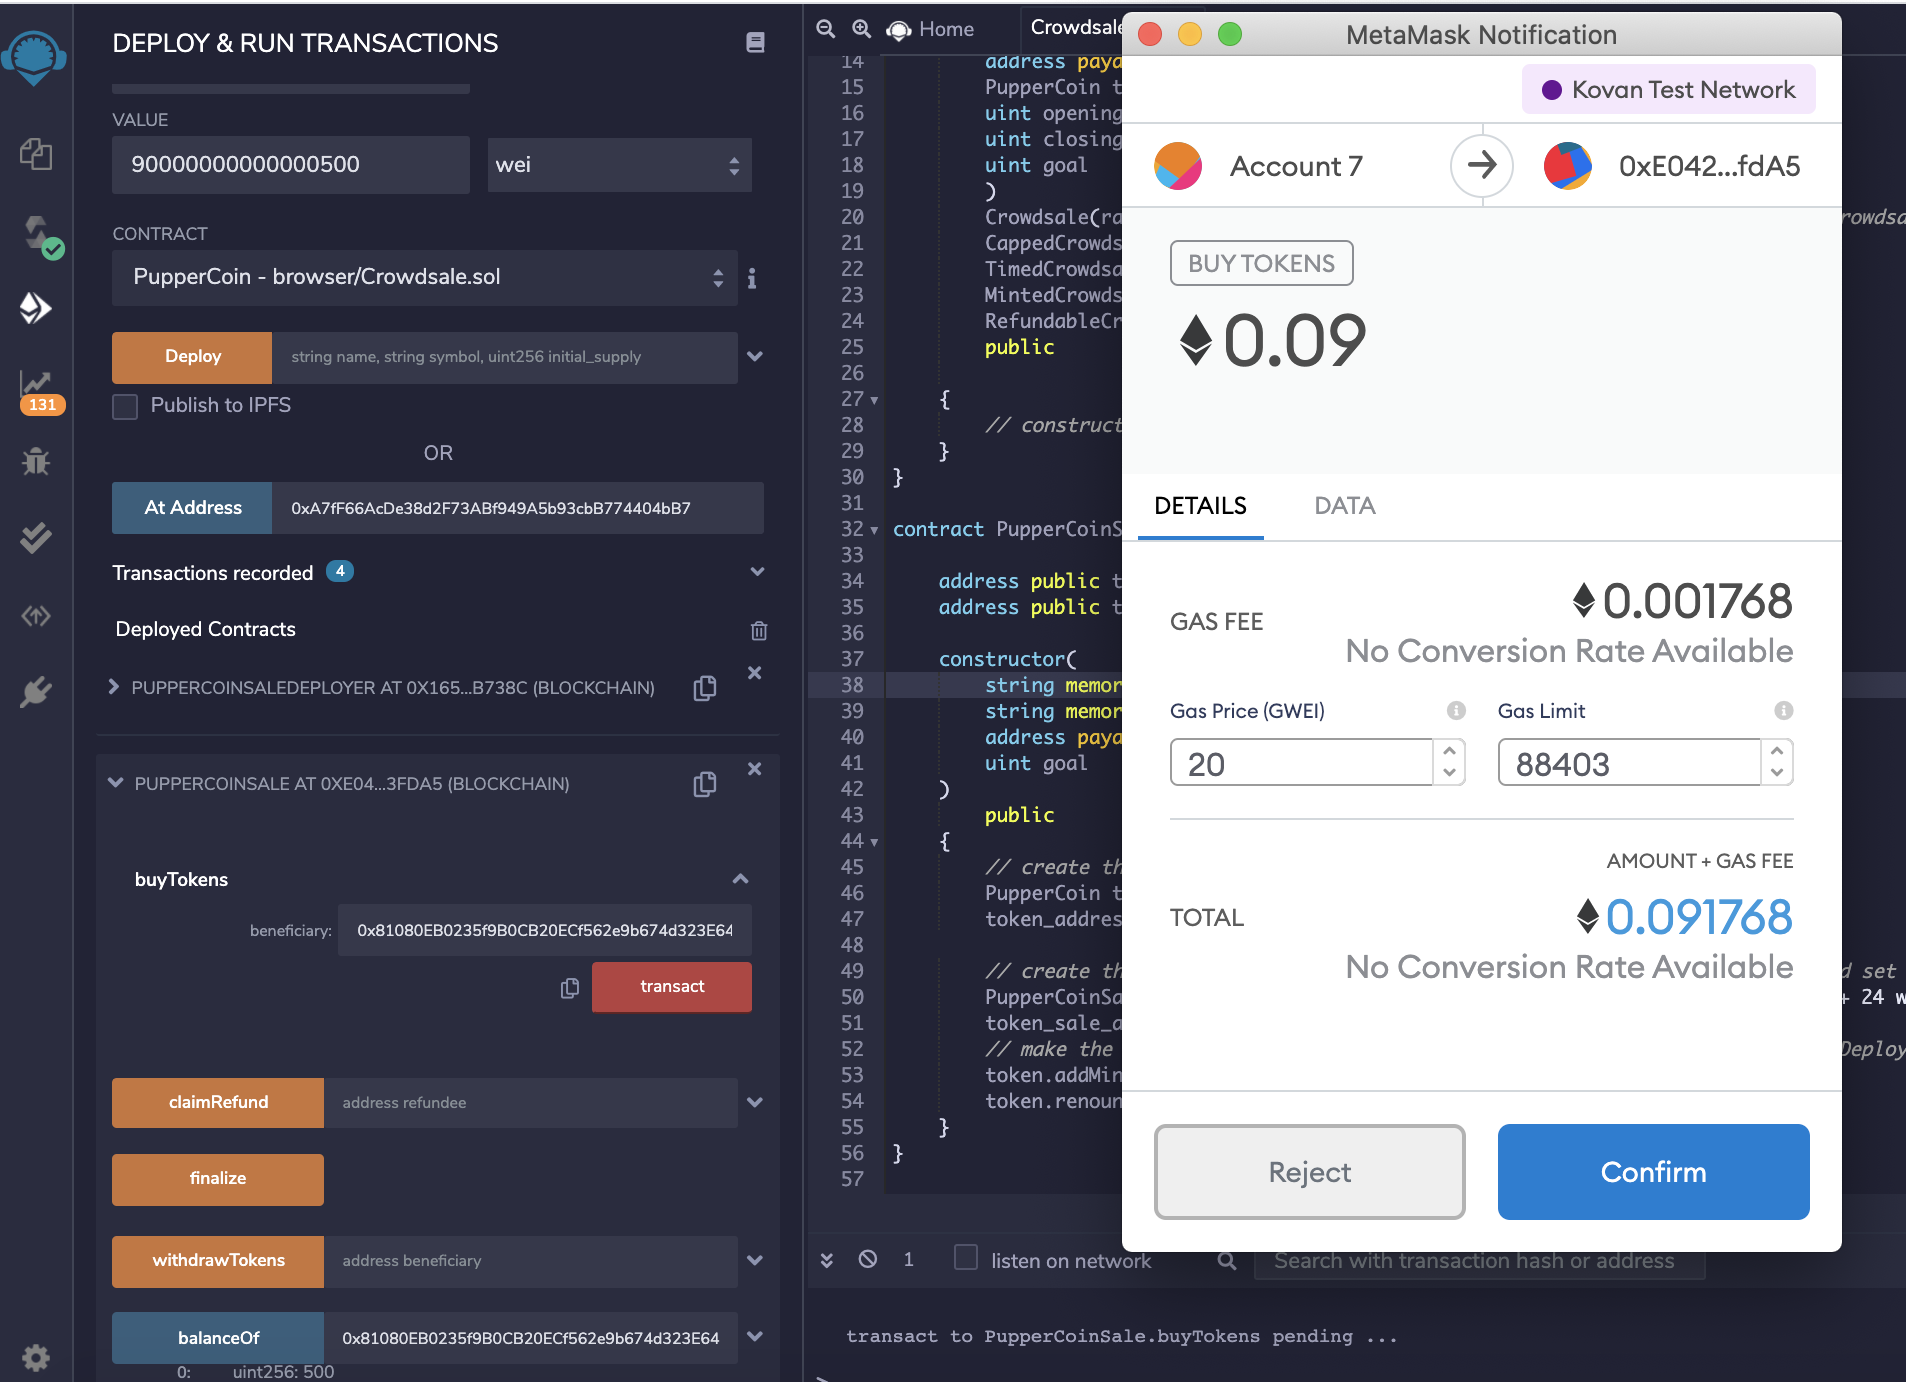 DEPLOY & RUN TRANSACTIONS
VALUE
90000000000000500
wei
CONTRACT
PupperCoin - browser/Crowdsale.sol
Deploy
string name, string symbol, uint256 initial_supply
Publish to IPFS
OR
At Address
0xA7fF66AcDe38d2F73ABf949A5b93cbB774404bB7
Transactions recorded 4
Deployed Contracts
PUPPERCOINSALEDEPLOYER AT 0X165...B738C (BLOCKCHAIN)
PUPPERCOINSALE AT 0XE04...3FDA5 (BLOCKCHAIN)
buyTokens
beneficiary: 0x81080EB0235f9B0CB20ECf562e9b674d323E64
transact
claimRefund
address refundee
finalize
withdrawTokens
address beneficiary
balanceOf
0x81080EB0235f9B0CB20ECf562e9b674d323E64
0: uint256: 500
131
Home
Crowdsale
14 address paya
15 PupperCoin t
16 uint opening
17 uint closing
18 uint goal
19 )
20 Crowdsale(ra
rowdsa
21 CappedCrowds
22 TimedCrowdsa
23 MintedCrowds
24 RefundableCr
25 public
26
27 {
28 // construct
29 }
30 }
31
32 contract PupperCoinS
33
34 address public t
35 address public t
36
37 constructor(
38 string memor
39 string memor
40 address paya
41 uint goal
42 )
43 public
44 {
45 // create th
46 PupperCoin t
47 token_addres
48
49 // create th
d set
50 PupperCoinSa
+ 24 w
51 token_sale_a
52 // make the
Deploy
53 token.addMin
54 token.renoun
55 }
56 }
57
1
listen on network
Search with transaction hash or address
transact to PupperCoinSale.buyTokens pending ...
>
MetaMask Notification
Kovan Test Network
Account 7
0xE042...fdA5
BUY TOKENS
0.09
DETAILS
DATA
GAS FEE
0.001768
No Conversion Rate Available
Gas Price (GWEI)
Gas Limit
20
88403
AMOUNT + GAS FEE
TOTAL
0.091768
No Conversion Rate Available
Reject
Confirm